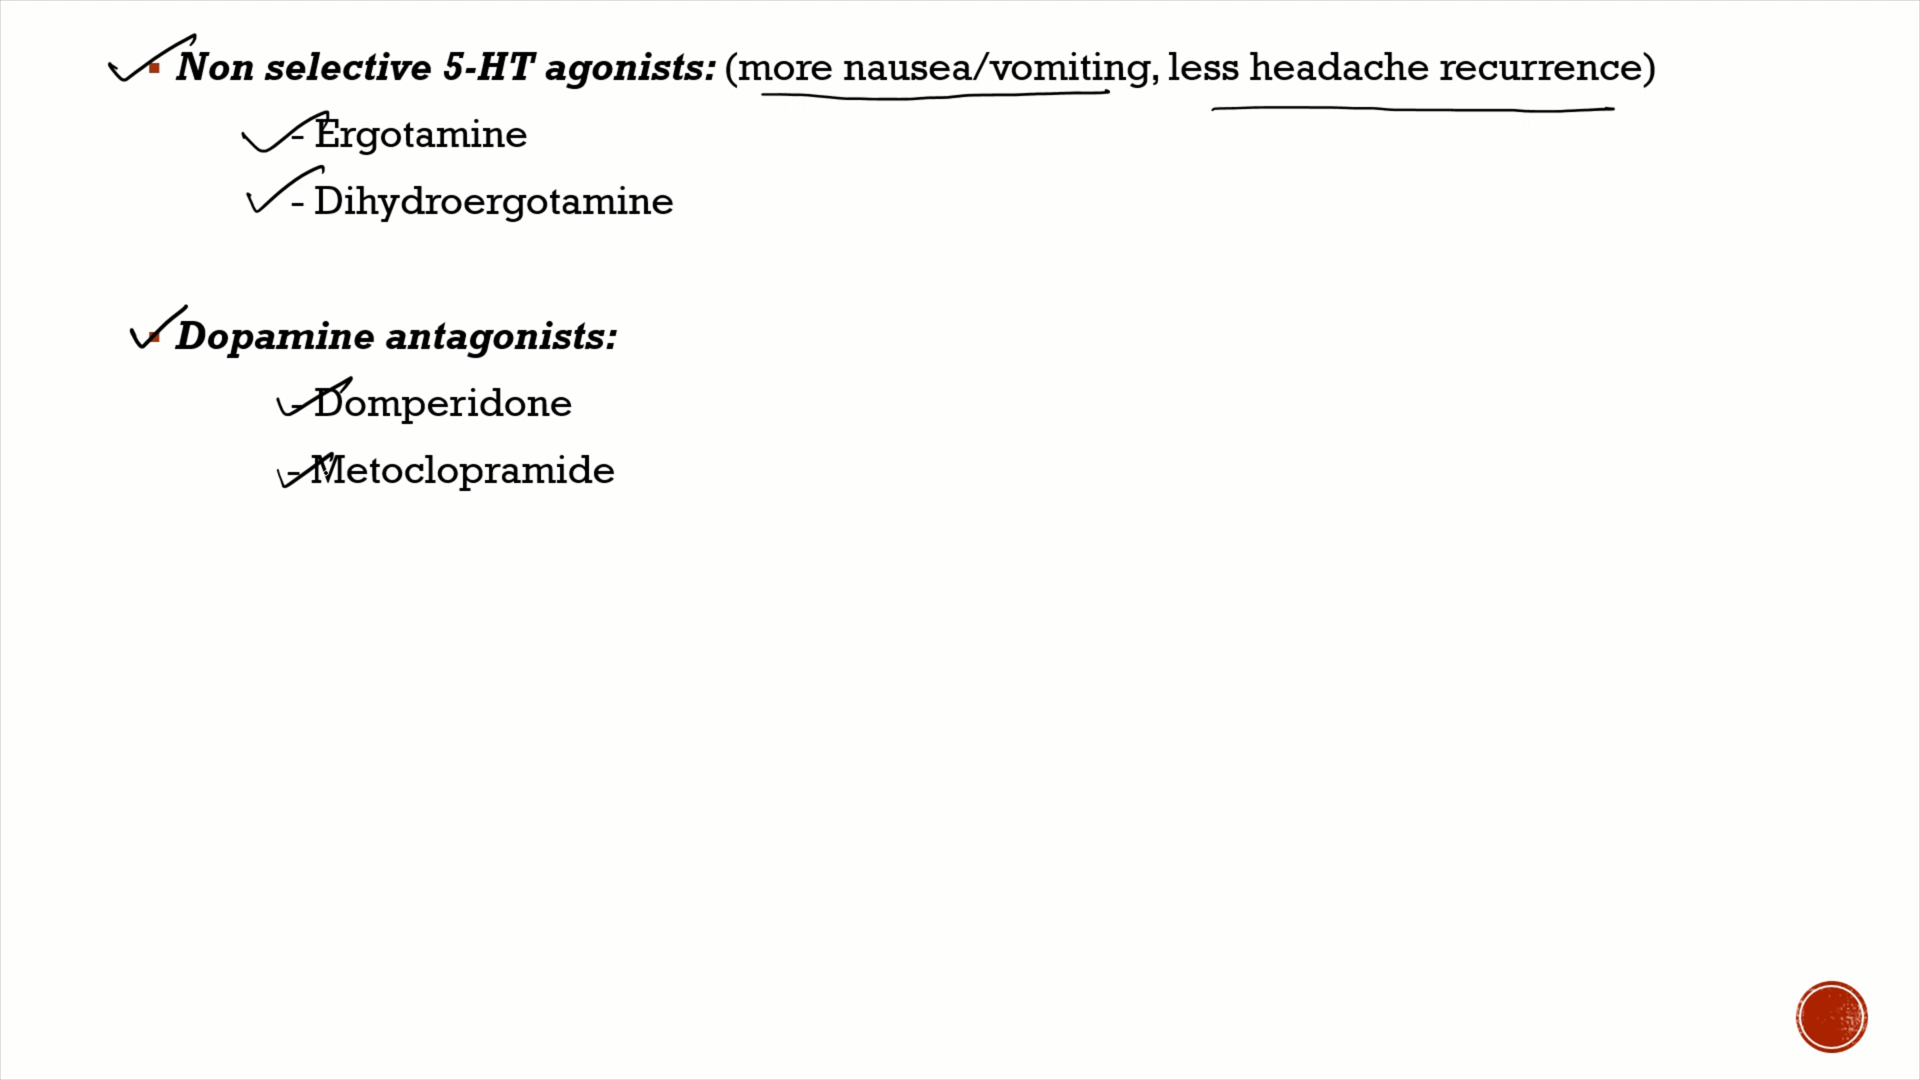 Non selective 5-HT agonists: (more nausea/vomiting, less headache recurrence)
- Ergotamine
- Dihydroergotamine
Dopamine antagonists:
- Domperidone
- Metoclopramide